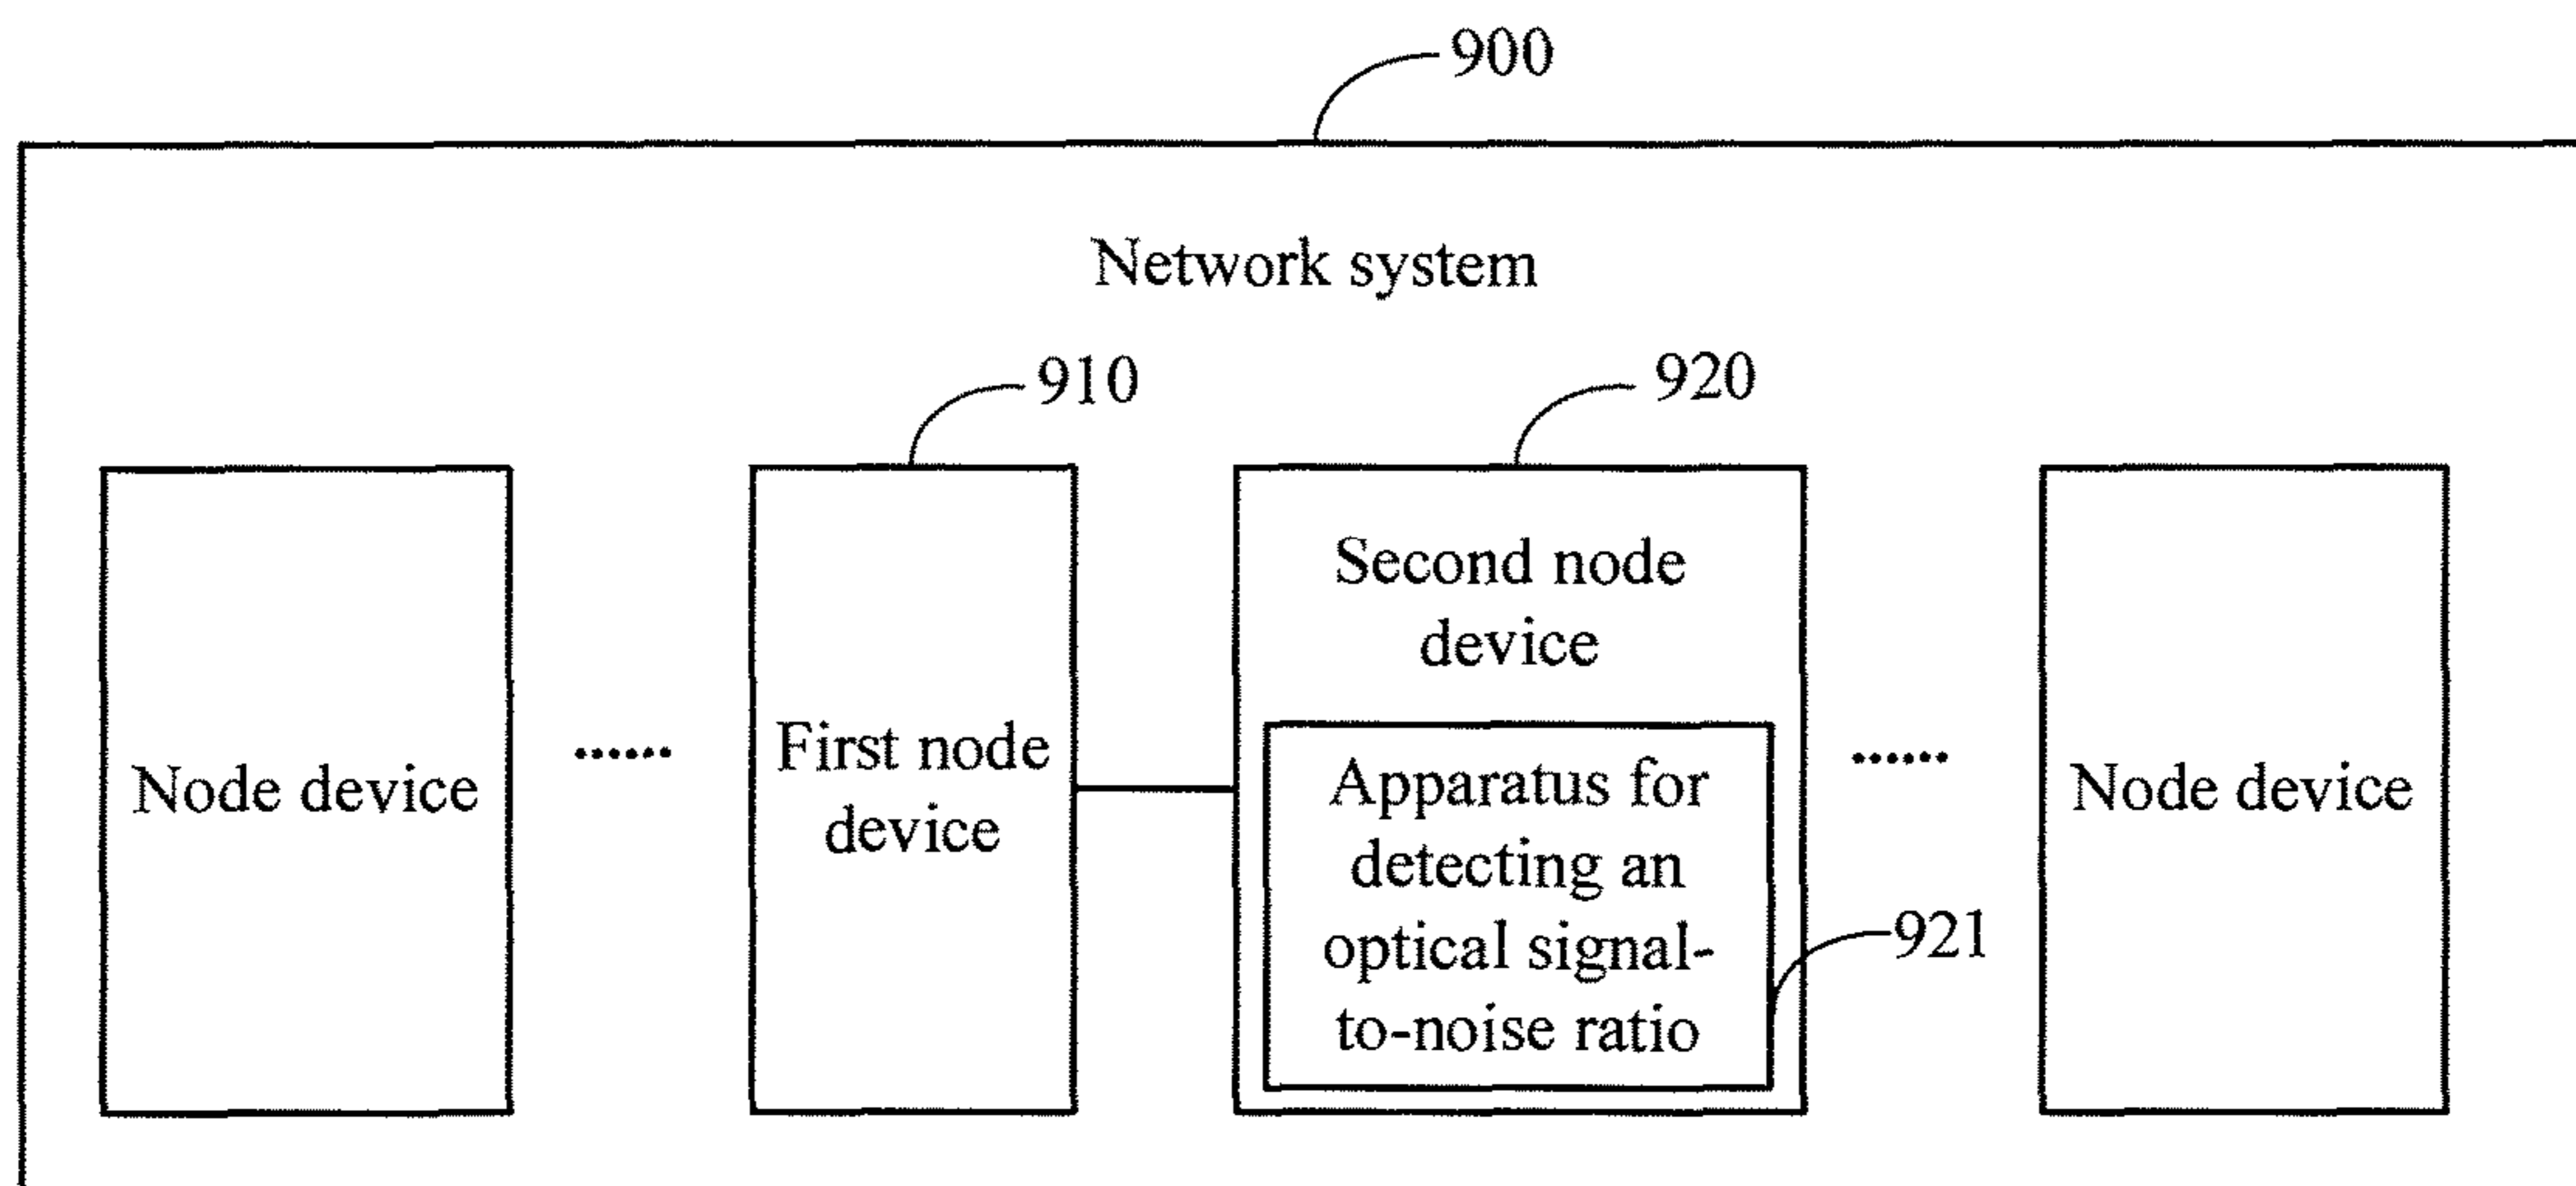 900
Network system
910
920
Node device
......
First node
device
Second node
device
Apparatus for
detecting an
optical signal-
to-noise ratio
921
......
Node device